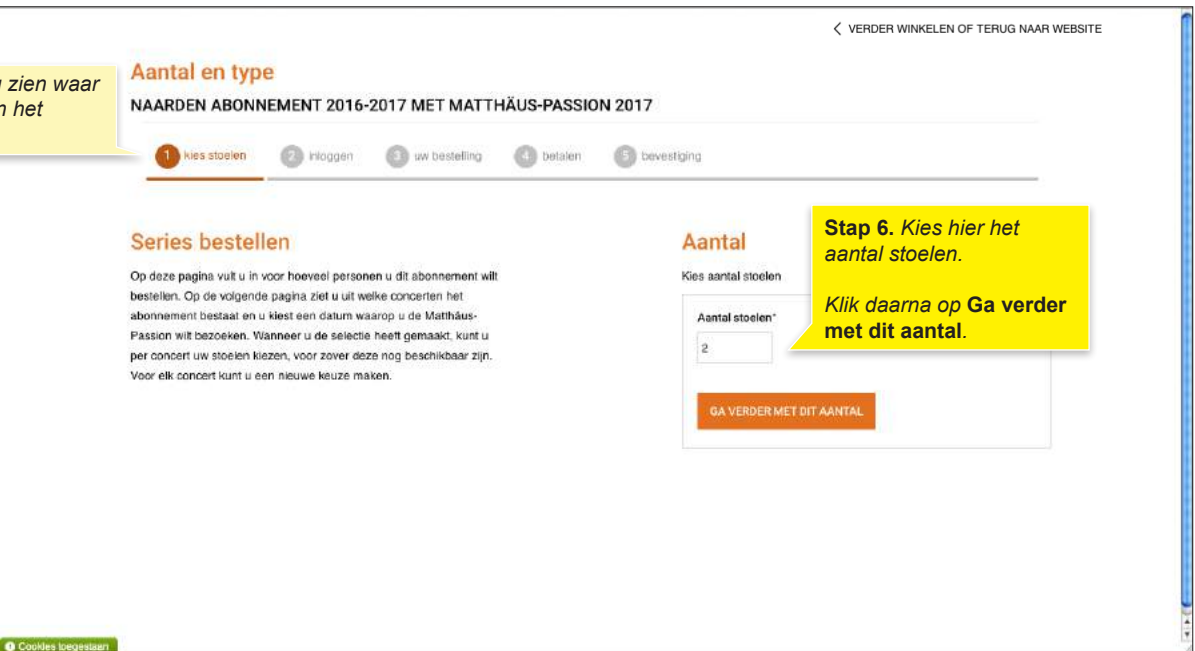 VERDER WINKELEN OF TERUG NAAR WEBSITE
zien waar
het
Aantal en type
NAARDEN ABONNEMENT 2016-2017 MET MATTHÄUS-PASSION 2017
1 kies stoelen 2 inloggen 3 uw bestelling 4 betalen 5 bevestiging
Series bestellen
Op deze pagina vult u in voor hoeveel personen u dit abonnement wilt
bestellen. Op de volgende pagina ziet u uit welke concerten het
abonnement bestaat en u kiest een datum waarop u de Matthäus-
Passion wilt bezoeken. Wanneer u de selectie heeft gemaakt, kunt u
per concert uw stoelen kiezen, voor zover deze nog beschikbaar zijn.
Voor elk concert kunt u een nieuwe keuze maken.
Aantal
Kies aantal stoelen
Aantal stoelen*
2
GA VERDER MET DIT AANTAL
Stap 6. Kies hier het
aantal stoelen.
Klik daarna op Ga verder
met dit aantal.
Cookies toegestaan